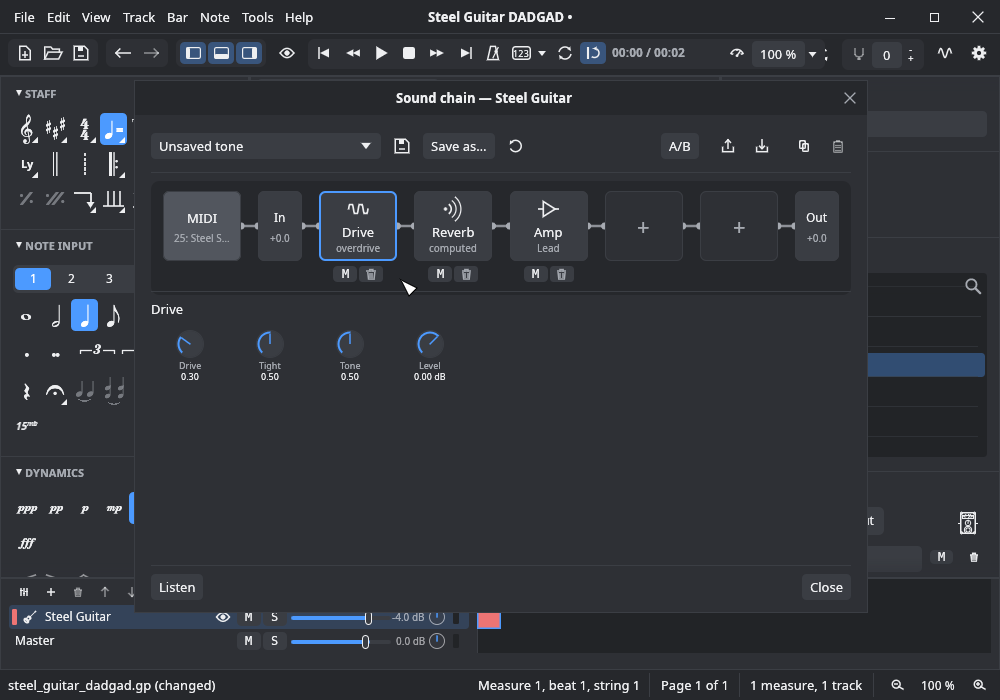 File Edit View Track Bar Note Tools Help
Steel Guitar DADGAD •
123
00:00 / 00:02
100 %
0
STAFF
Sound chain — Steel Guitar
Unsaved tone
Save as...
A/B
Ly
MIDI
25: Steel S...
In
+0.0
Drive
overdrive
Reverb
computed
Amp
Lead
+
+
Out
+0.0
M
M
M
NOTE INPUT
1 2 3
Drive
Drive
0.30
Tight
0.50
Tone
0.50
Level
0.00 dB
3
15mb
DYNAMICS
ppp pp p mp
fff
M
Listen
Close
Steel Guitar
M S
-4.0 dB
Master
M S
0.0 dB
steel_guitar_dadgad.gp (changed)
Measure 1, beat 1, string 1
Page 1 of 1
1 measure, 1 track
100 %